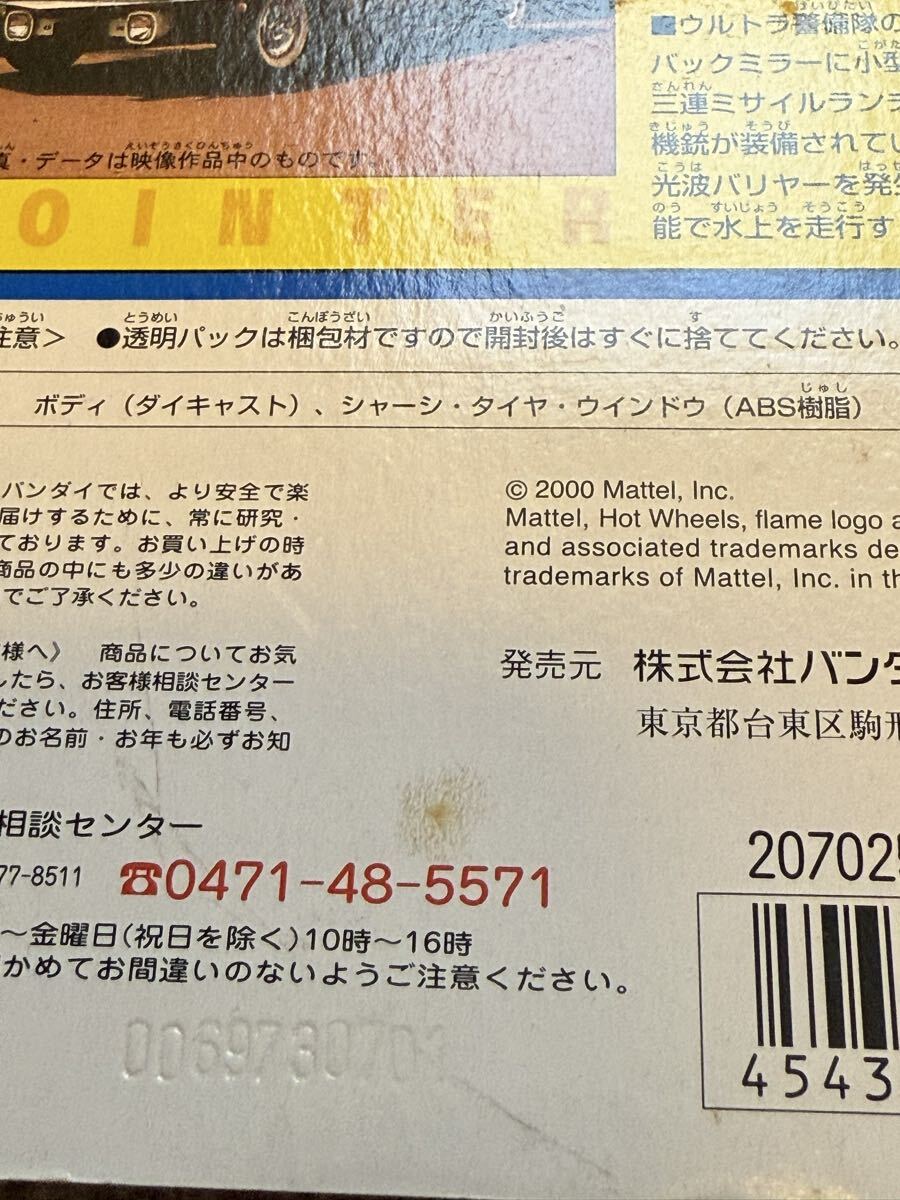 ■ウルトラ警備隊の
バックミラーに小型
三連ミサイルラン
機銃が装備されてい
光波バリヤーを発生
能で水上を走行す
真・データは映像作品中のものです。
OINTER
注意> ●透明パックは梱包材ですので開封後はすぐに捨ててください。
ボディ(ダイキャスト)、シャーシ・タイヤ・ウインドウ(ABS樹脂)
バンダイでは、より安全で楽
届けするために、常に研究・
ております。お買い上げの時
商品の中にも多少の違いがあ
でご了承ください。
様へ》 商品についてお気
したら、お客様相談センター
ださい。住所、電話番号、
のお名前・お年も必ずお知
© 2000 Mattel, Inc.
Mattel, Hot Wheels, flame logo a
and associated trademarks de
trademarks of Mattel, Inc. in th
発売元 株式会社バンダ
東京都台東区駒形
相談センター
77-8511 ☎0471-48-5571
～金曜日(祝日を除く)10時～16時
かめてお間違いのないようご注意ください。
207025
4543